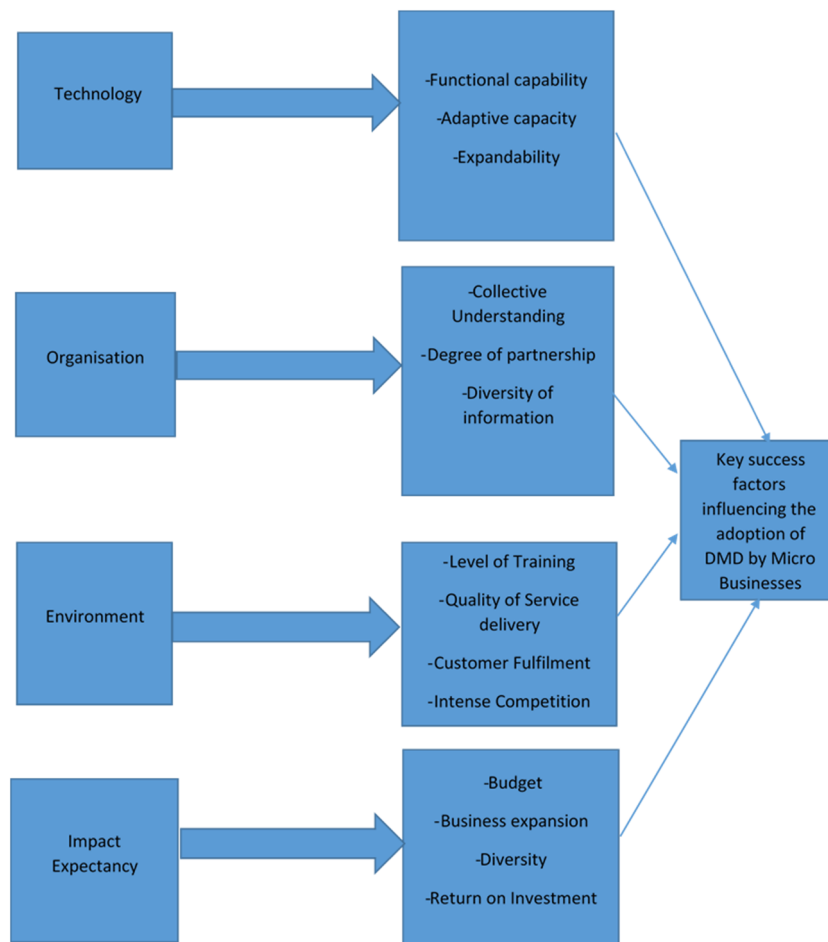 Technology
-Functional capability
-Adaptive capacity
-Expandability
Organisation
-Collective
Understanding
-Degree of partnership
-Diversity of
information
Key success
factors
influencing the
adoption of
DMD by Micro
Businesses
Environment
-Level of Training
-Quality of Service
delivery
-Customer Fulfilment
-Intense Competition
Impact
Expectancy
-Budget
-Business expansion
-Diversity
-Return on Investment